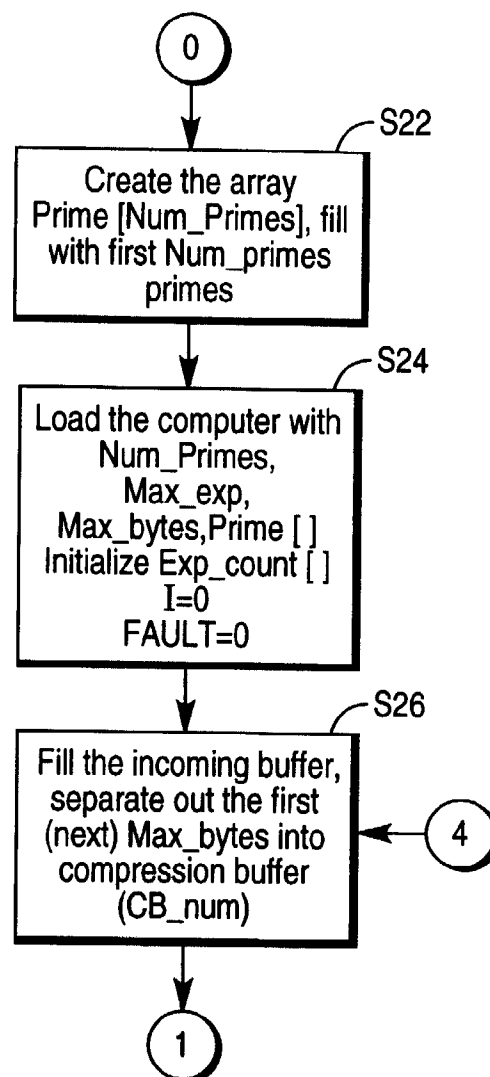 0
S22
Create the array
Prime [Num_Primes], fill
with first Num_primes
primes
S24
Load the computer with
Num_Primes,
Max_exp,
Max_bytes,Prime [ ]
Initialize Exp_count [ ]
I=0
FAULT=0
S26
Fill the incoming buffer,
separate out the first
(next) Max_bytes into
compression buffer
(CB_num)
4
1